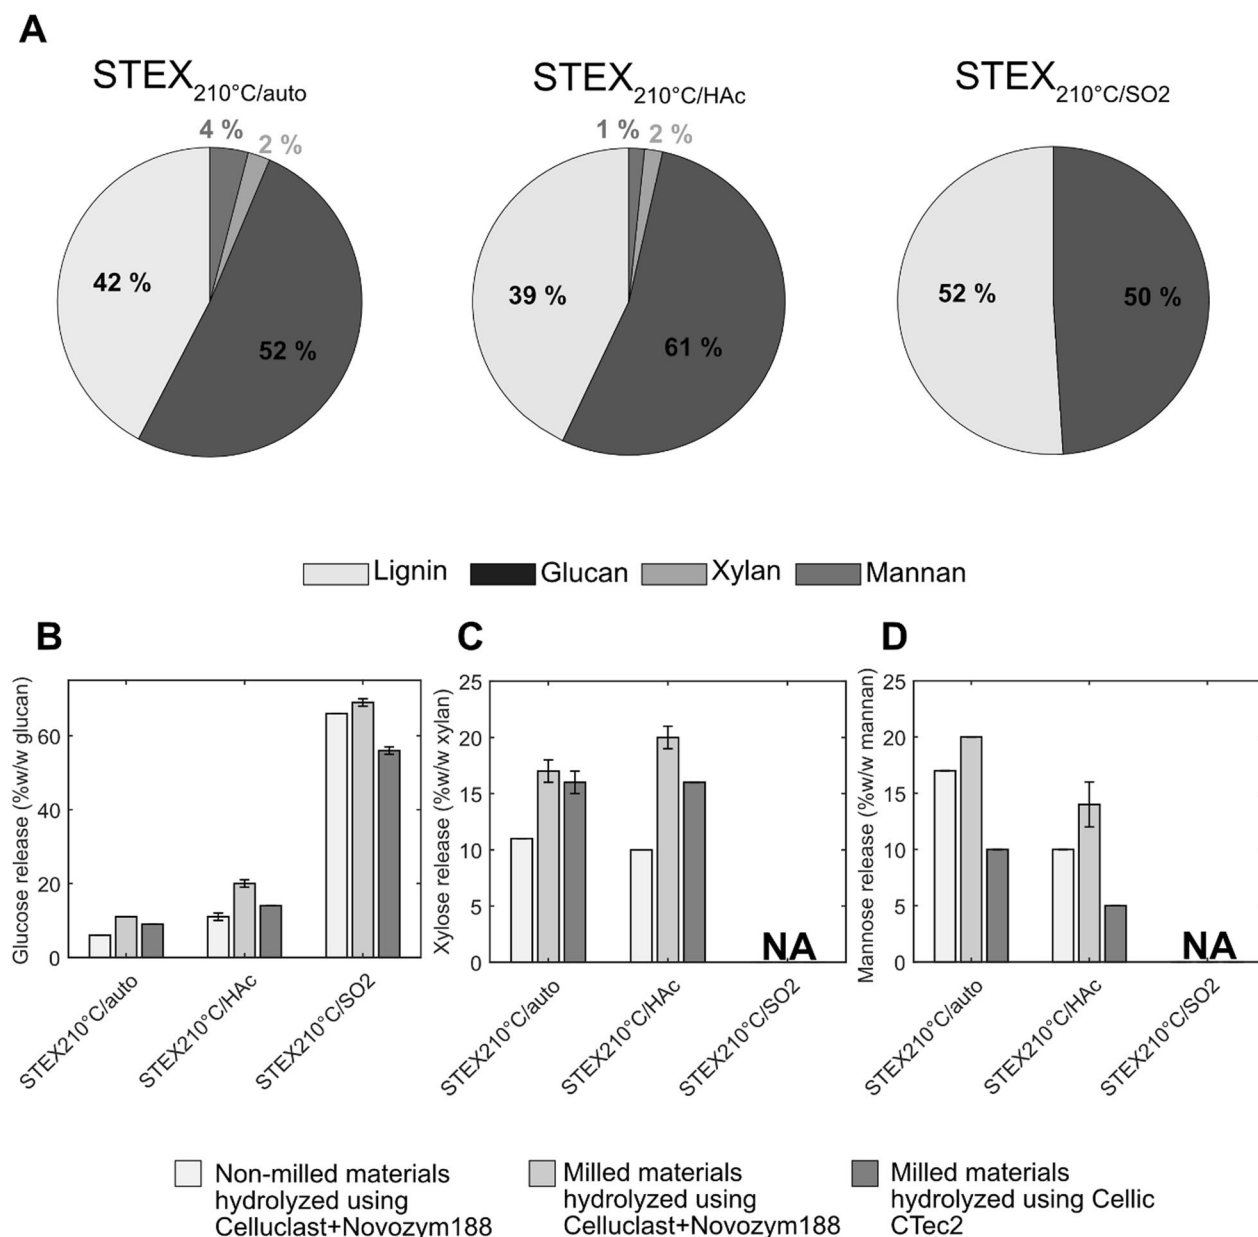 A
STEX210°C/auto
STEX210°C/HAc
STEX210°C/SO2
4 %
2 %
42 %
52 %
1 %
2 %
39 %
61 %
52 %
50 %
Lignin
Glucan
Xylan
Mannan
B
Glucose release (%w/w glucan)
60
40
20
0
STEX210°C/auto
STEX210°C/HAc
STEX210°C/SO2
C
Xylose release (%w/w xylan)
25
20
15
10
5
0
NA
STEX210°C/auto
STEX210°C/HAc
STEX210°C/SO2
D
Mannose release (%w/w mannan)
25
20
15
10
5
0
NA
STEX210°C/auto
STEX210°C/HAc
STEX210°C/SO2
Non-milled materials
hydrolyzed using
Celluclast+Novozym188
Milled materials
hydrolyzed using
Celluclast+Novozym188
Milled materials
hydrolyzed using Cellic
CTec2